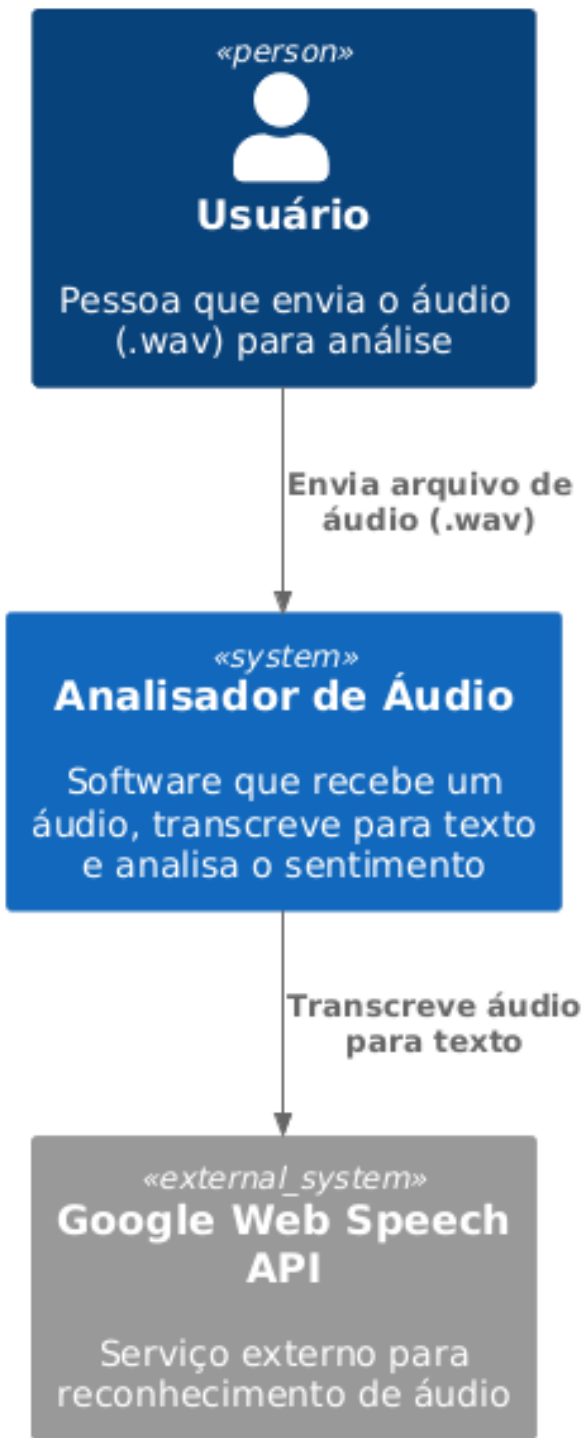 «person»
Usuário
Pessoa que envia o áudio
(.wav) para análise
Envia arquivo de
áudio (.wav)
«system»
Analisador de Áudio
Software que recebe um
áudio, transcreve para texto
e analisa o sentimento
Transcreve áudio
para texto
«external_system»
Google Web Speech
API
Serviço externo para
reconhecimento de áudio